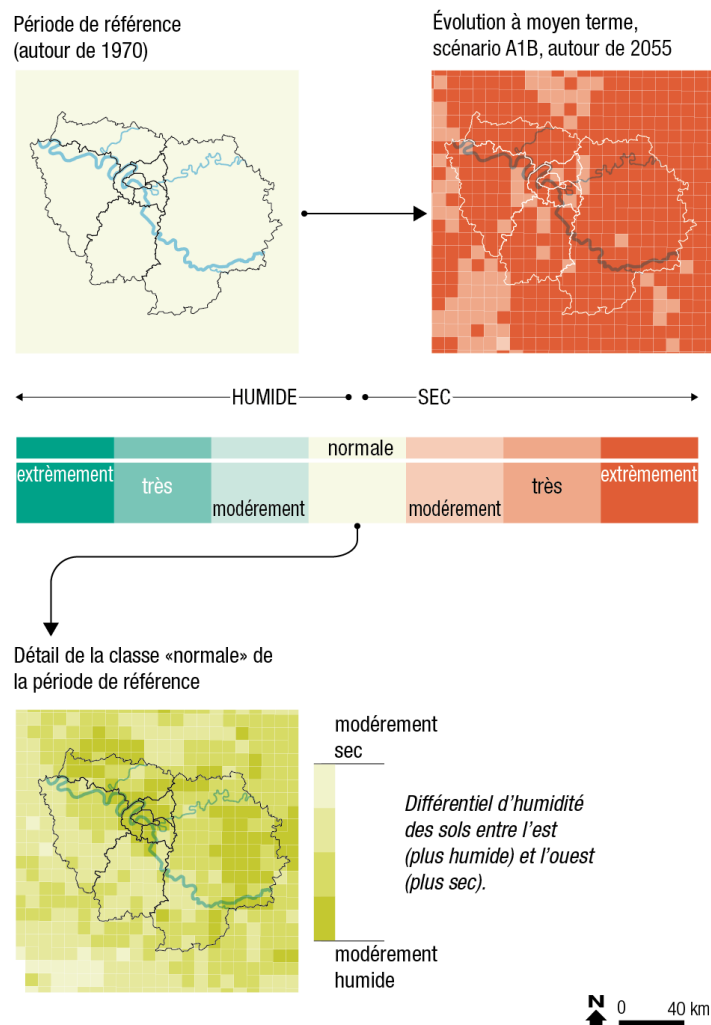 Période de référence
(autour de 1970)
Évolution à moyen terme,
scénario A1B, autour de 2055
HUMIDE
SEC
normale
extrèmement
très
modérement
modérement
très
extrèmement
Détail de la classe «normale» de
la période de référence
modérement
sec
Différentiel d’humidité
des sols entre l’est
(plus humide) et l’ouest
(plus sec).
modérement
humide
N
0 40 km